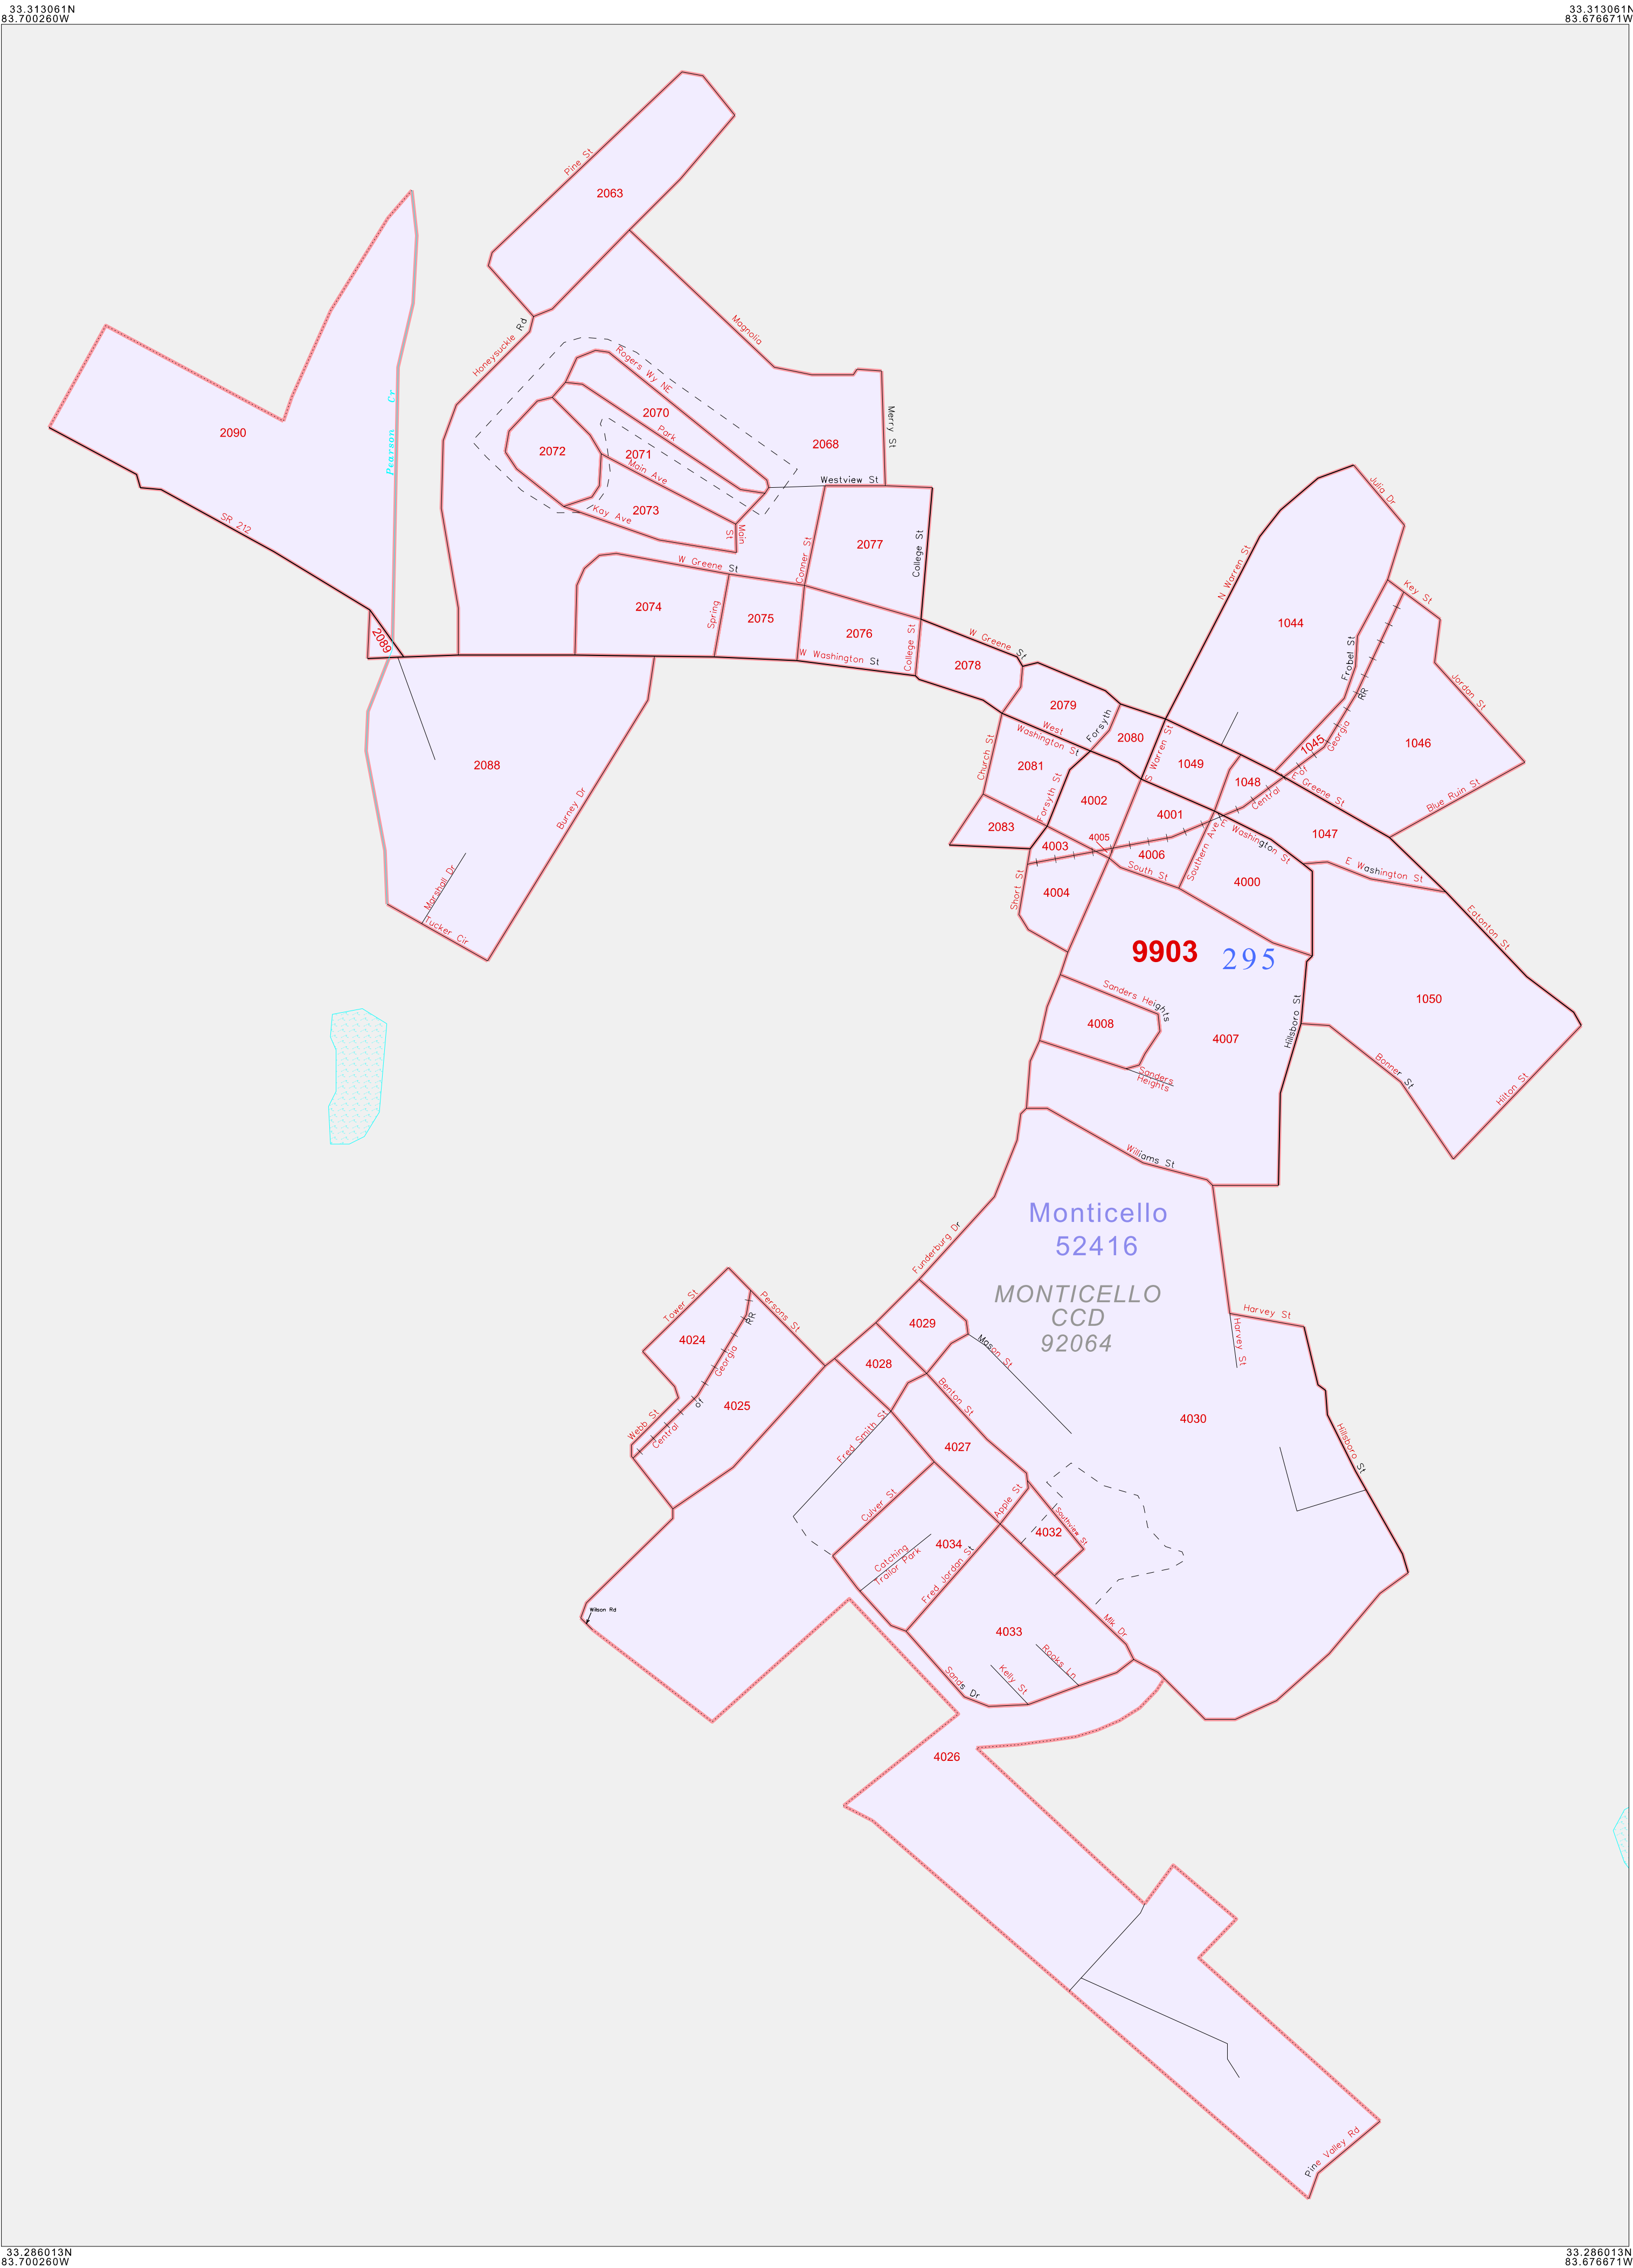 33.313061N
83.700260W
33.313061N
83.676671W
Pine St
2063
Magnolia
Honeysuckle Rd
Rogers Wy NE
2070
Park
2072
2071
Main Ave
2073
Kay Ave
Main St
2068
Merry St
Westview St
2090
Pearson Cr
SR 212
2089
W Greene St
Conner St
2077
College St
2074
Spring
2075
2076
W Washington St
College St
W Greene St
2078
2079
West
Washington St
Forsyth
2080
S Warren St
Church St
2081
Forsyth St
4002
2083
N Warren St
1044
Julia Dr
Key St
Frobel St
RR
Georgia
of
Central
1045
Jordan St
1046
Blue Ruin St
1049
1048
E Greene St
4001
1047
E Washington St
E Washington St
4003
4005
4006
South St
Southern Ave
4000
4004
Short St
Eatonton St
2088
Burney Dr
Marshall Dr
Tucker Cir
9903
295
Sanders Heights
4008
Sanders
Heights
4007
Hillsboro St
1050
Bonner St
Hilton St
Williams St
Monticello
52416
MONTICELLO
CCD
92064
Funderburg Dr
Tower St
Persons St
4024
RR
Georgia
of
Central
4025
Webb St
4029
4028
Mason St
Harvey St
Harvey St
Benton St
Fred Smith St
4027
4030
Hillsboro St
Culver St
Apple St
Southview St
4032
4034
Catching
Trailor Park
Fred Jordan St
Wilson Rd
4033
Mlk Dr
Rooks Ln
Kelly St
Sands Dr
4026
Pine Valley Rd
33.286013N
83.700260W
33.286013N
83.676671W